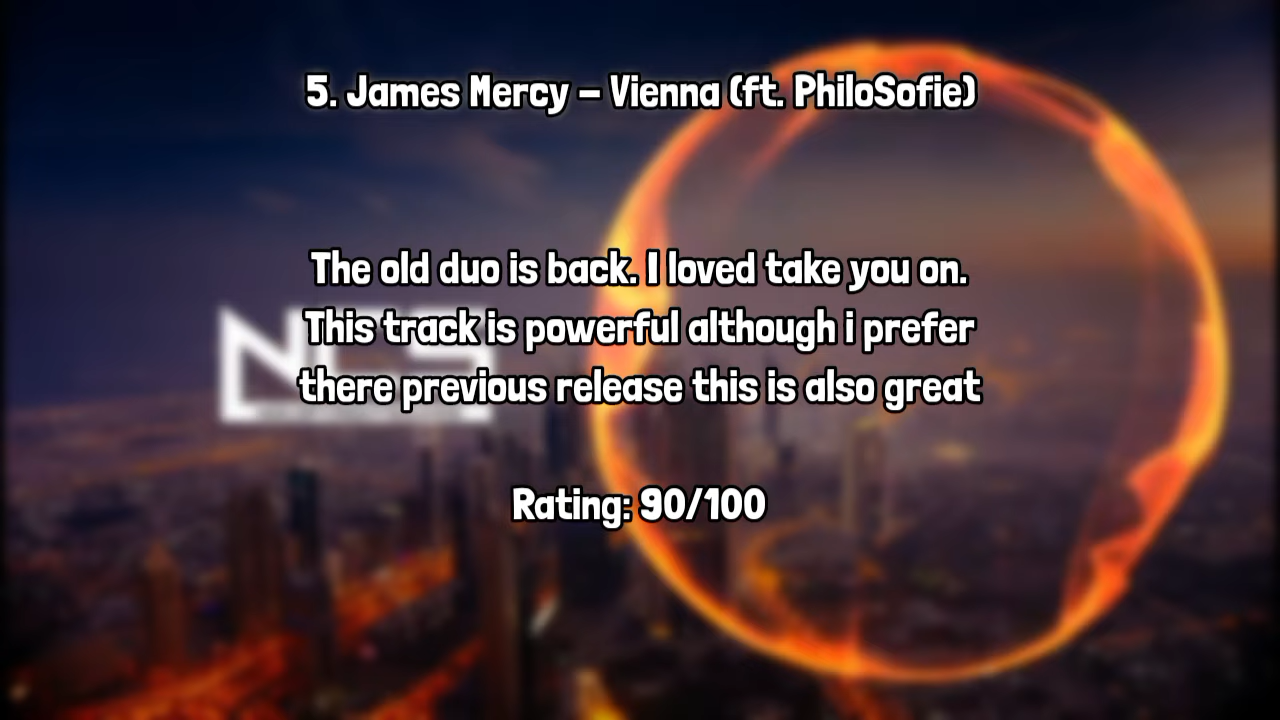 5. James Mercy – Vienna (ft. PhiloSofie)
The old duo is back. I loved take you on.
This track is powerful although i prefer
there previous release this is also great
NCS
Rating: 90/100